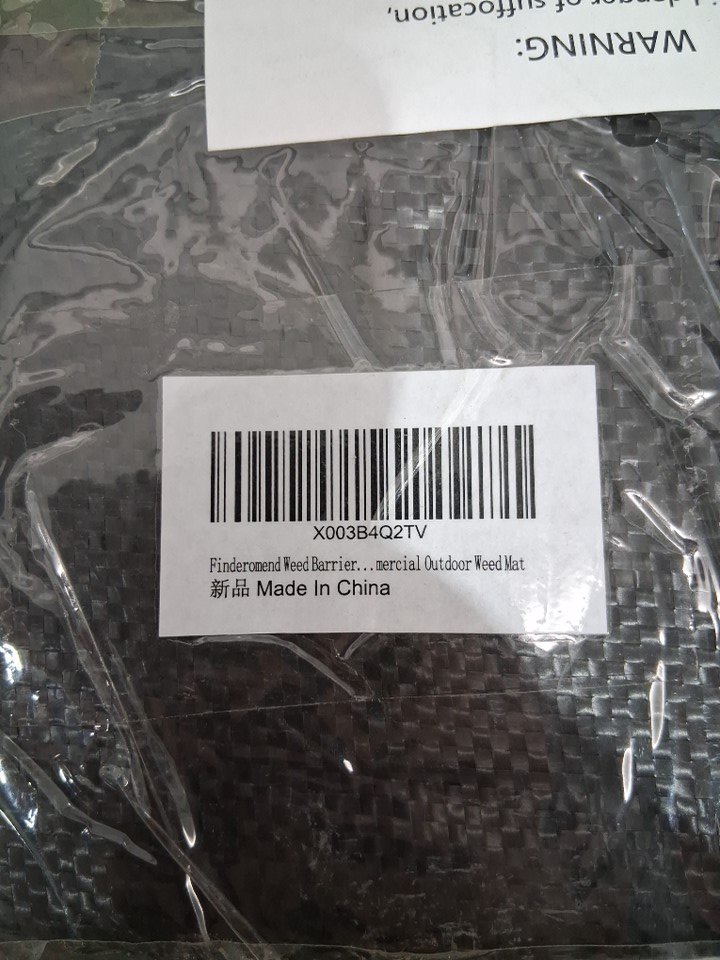 WARNING:
danger of suffocation,
X003B4Q2TV
Finderomend Weed Barrier...mercial Outdoor Weed Mat
新品 Made In China